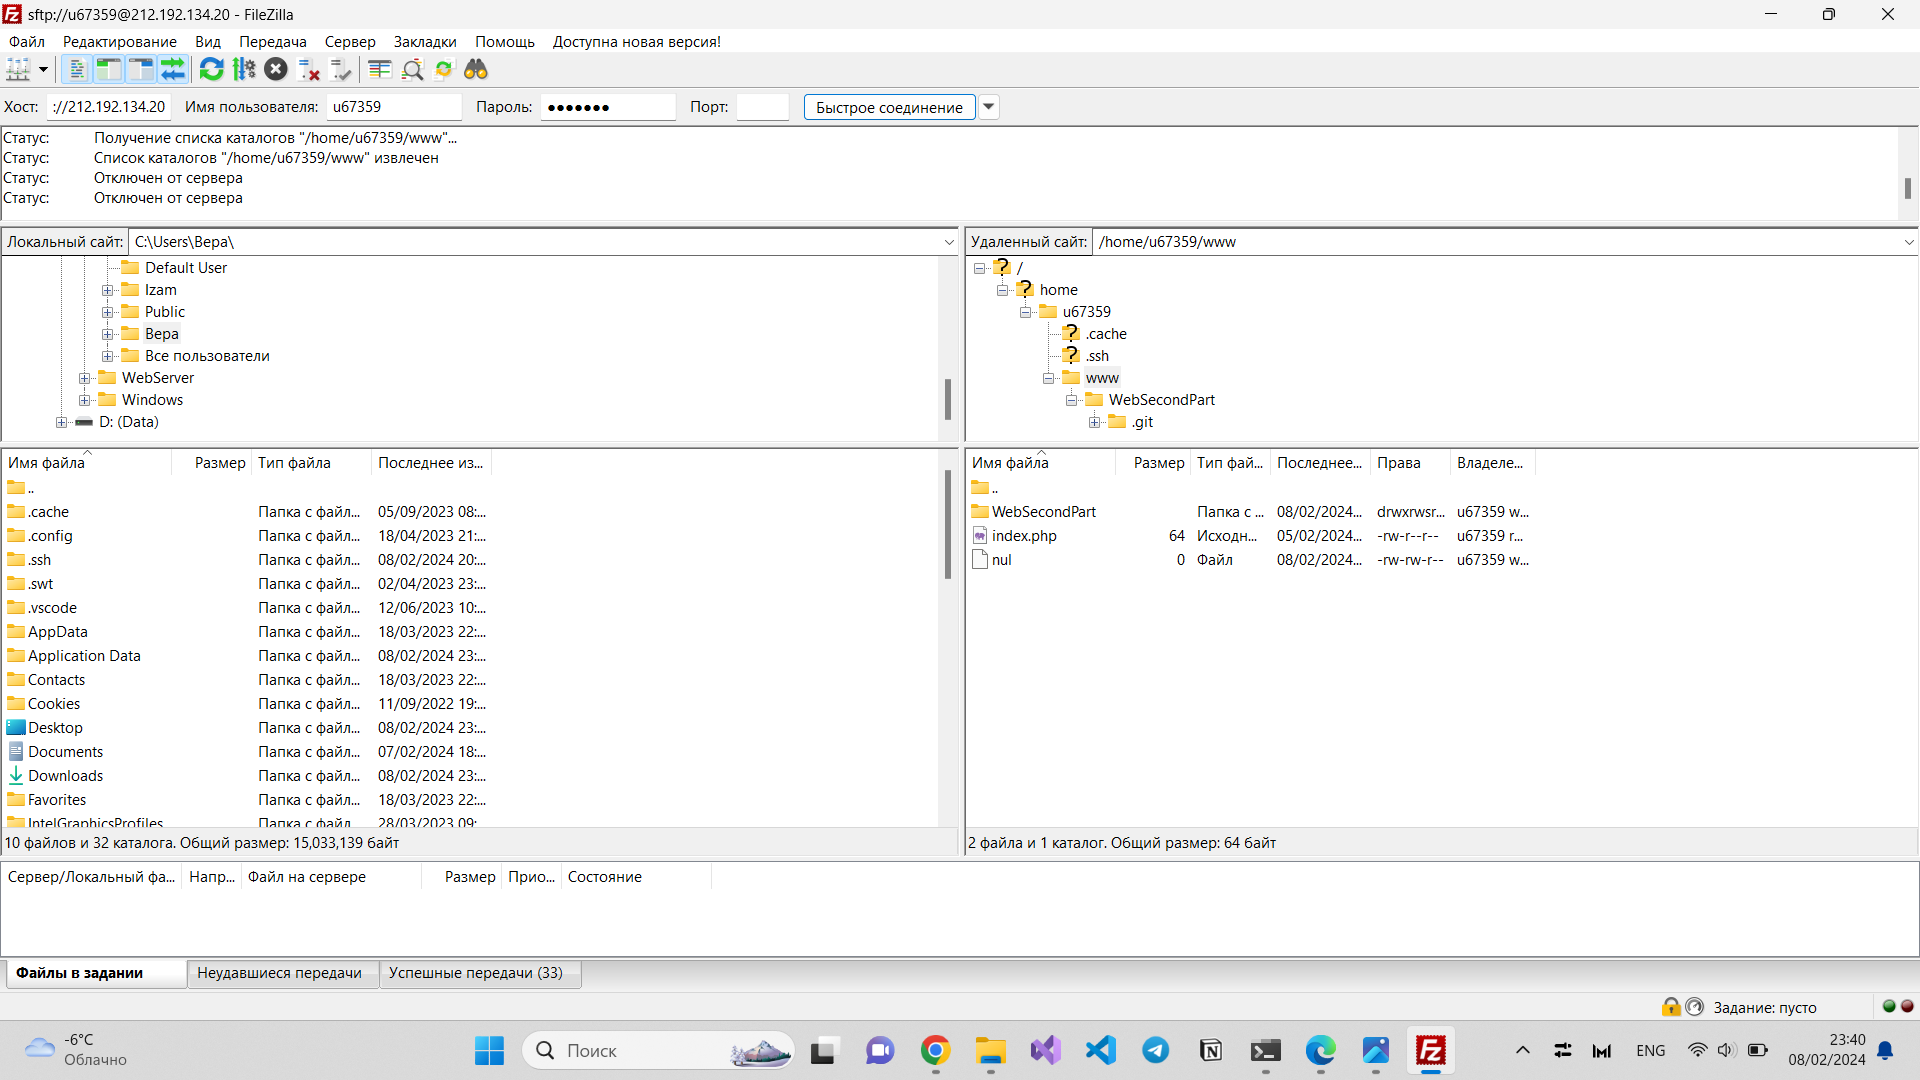 sftp://u67359@212.192.134.20 - FileZilla
Файл Редактирование Вид Передача Сервер Закладки Помощь Доступна новая версия!
Хост: ://212.192.134.20 Имя пользователя: u67359 Пароль: ●●●●●●● Порт: Быстрое соединение
Статус: Получение списка каталогов "/home/u67359/www"...
Статус: Список каталогов "/home/u67359/www" извлечен
Статус: Отключен от сервера
Статус: Отключен от сервера
Локальный сайт: C:\Users\Вера\
Default User
Izam
Public
Вера
Все пользователи
WebServer
Windows
D: (Data)
Удаленный сайт: /home/u67359/www
/
home
u67359
.cache
.ssh
www
WebSecondPart
.git
Имя файла Размер Тип файла Последнее из...
..
.cache Папка с файл... 05/09/2023 08:...
.config Папка с файл... 18/04/2023 21:...
.ssh Папка с файл... 08/02/2024 20:...
.swt Папка с файл... 02/04/2023 23:...
.vscode Папка с файл... 12/06/2023 10:...
AppData Папка с файл... 18/03/2023 22:...
Application Data Папка с файл... 08/02/2024 23:...
Contacts Папка с файл... 18/03/2023 22:...
Cookies Папка с файл... 11/09/2022 19:...
Desktop Папка с файл... 08/02/2024 23:...
Documents Папка с файл... 07/02/2024 18:...
Downloads Папка с файл... 08/02/2024 23:...
Favorites Папка с файл... 18/03/2023 22:...
IntelGraphicsProfiles Папка с файл 28/03/2023 09:
10 файлов и 32 каталога. Общий размер: 15,033,139 байт
Имя файла Размер Тип фай... Последнее... Права Владеле...
..
WebSecondPart Папка с ... 08/02/2024... drwxrwsr... u67359 w...
index.php 64 Исходн... 05/02/2024... -rw-r--r-- u67359 r...
nul 0 Файл 08/02/2024... -rw-rw-r-- u67359 w...
2 файла и 1 каталог. Общий размер: 64 байт
Сервер/Локальный фа... Напр... Файл на сервере Размер Прио... Состояние
Файлы в задании Неудавшиеся передачи Успешные передачи (33)
Задание: пусто
-6°C
Облачно
Поиск
ENG
23:40
08/02/2024